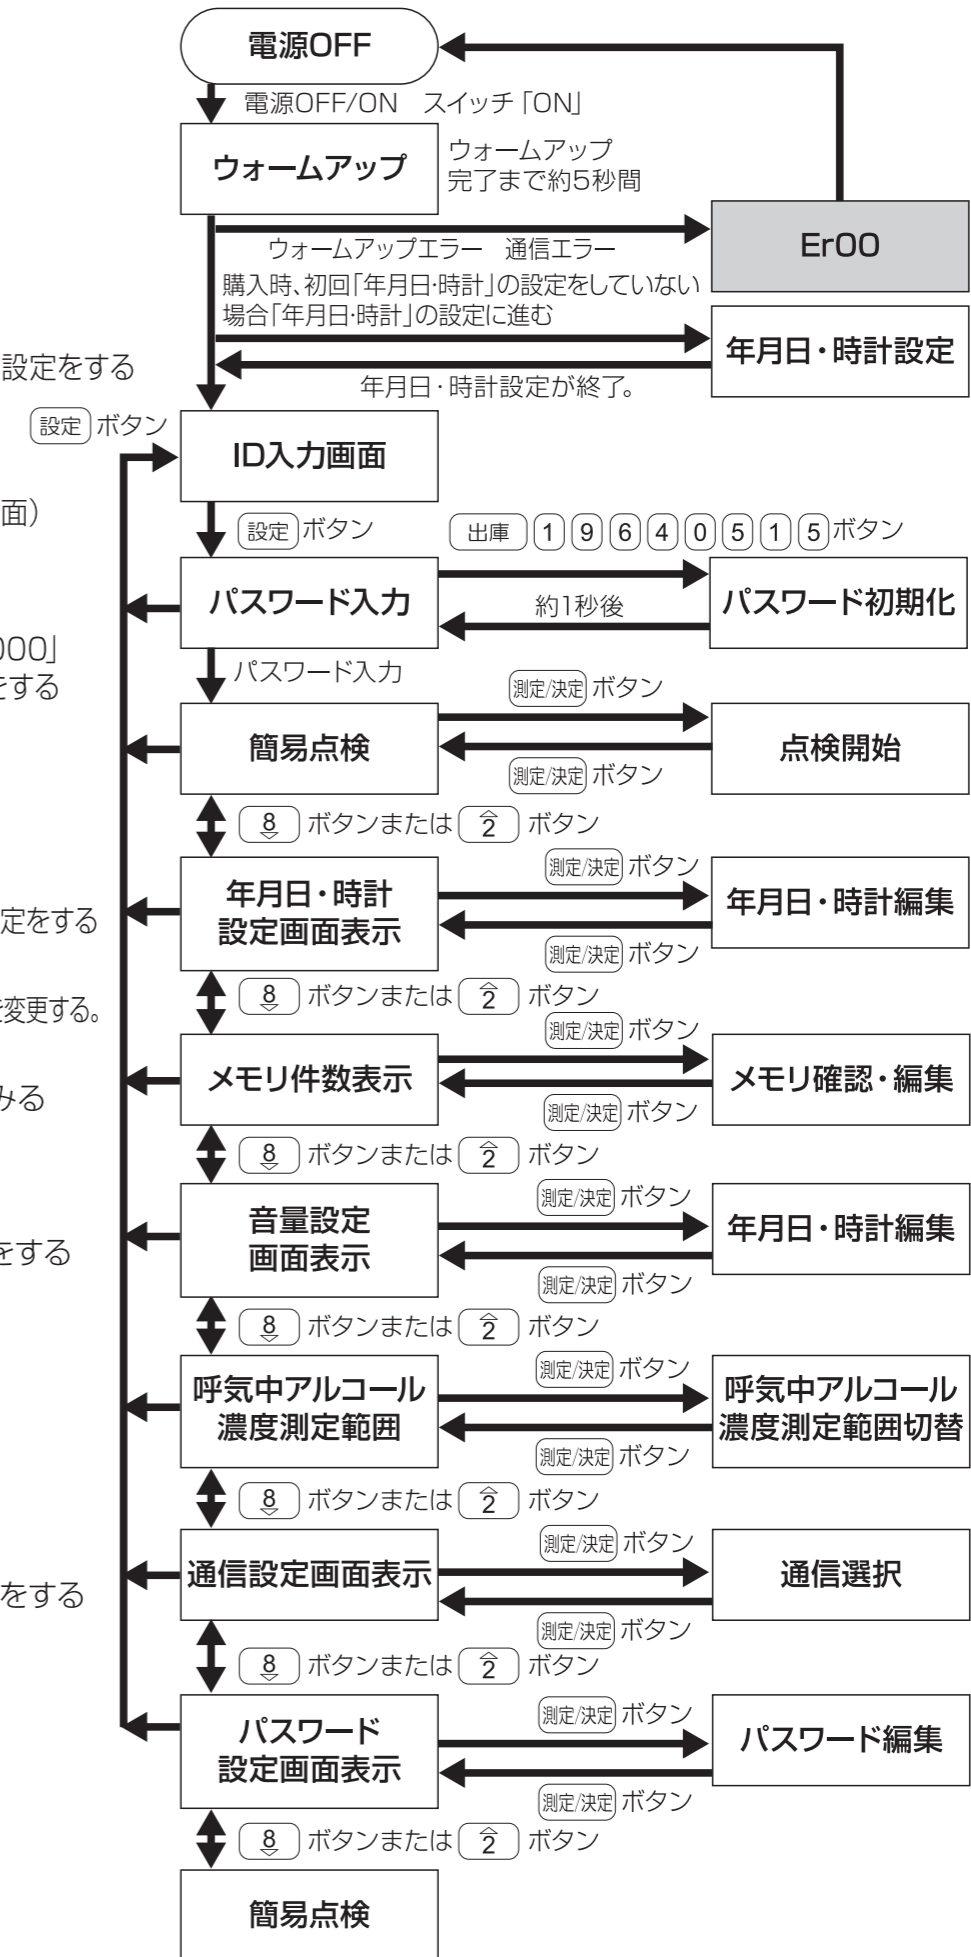 電源OFF
電源OFF/ON スイッチ「ON」
ウォームアップ
ウォームアップ
完了まで約5秒間
Er00
ウォームアップエラー 通信エラー
購入時、初回「年月日・時計」の設定をしていない
場合「年月日・時計」の設定に進む
年月日・時計設定
設定をする
年月日・時計設定が終了。
設定 ボタン
ID入力画面
面）
設定 ボタン
出庫 1 9 6 4 0 5 1 5 ボタン
パスワード入力
約1秒後
パスワード初期化
000」
をする
パスワード入力
測定/決定 ボタン
簡易点検
点検開始
測定/決定 ボタン
8 ボタンまたは 2 ボタン
測定/決定 ボタン
年月日・時計
設定画面表示
年月日・時計編集
定をする
測定/決定 ボタン
8 ボタンまたは 2 ボタン
を変更する。
測定/決定 ボタン
メモリ件数表示
メモリ確認・編集
みる
測定/決定 ボタン
8 ボタンまたは 2 ボタン
測定/決定 ボタン
音量設定
画面表示
年月日・時計編集
をする
測定/決定 ボタン
8 ボタンまたは 2 ボタン
測定/決定 ボタン
呼気中アルコール
濃度測定範囲
呼気中アルコール
濃度測定範囲切替
測定/決定 ボタン
8 ボタンまたは 2 ボタン
測定/決定 ボタン
通信設定画面表示
通信選択
をする
測定/決定 ボタン
8 ボタンまたは 2 ボタン
測定/決定 ボタン
パスワード
設定画面表示
パスワード編集
測定/決定 ボタン
8 ボタンまたは 2 ボタン
簡易点検